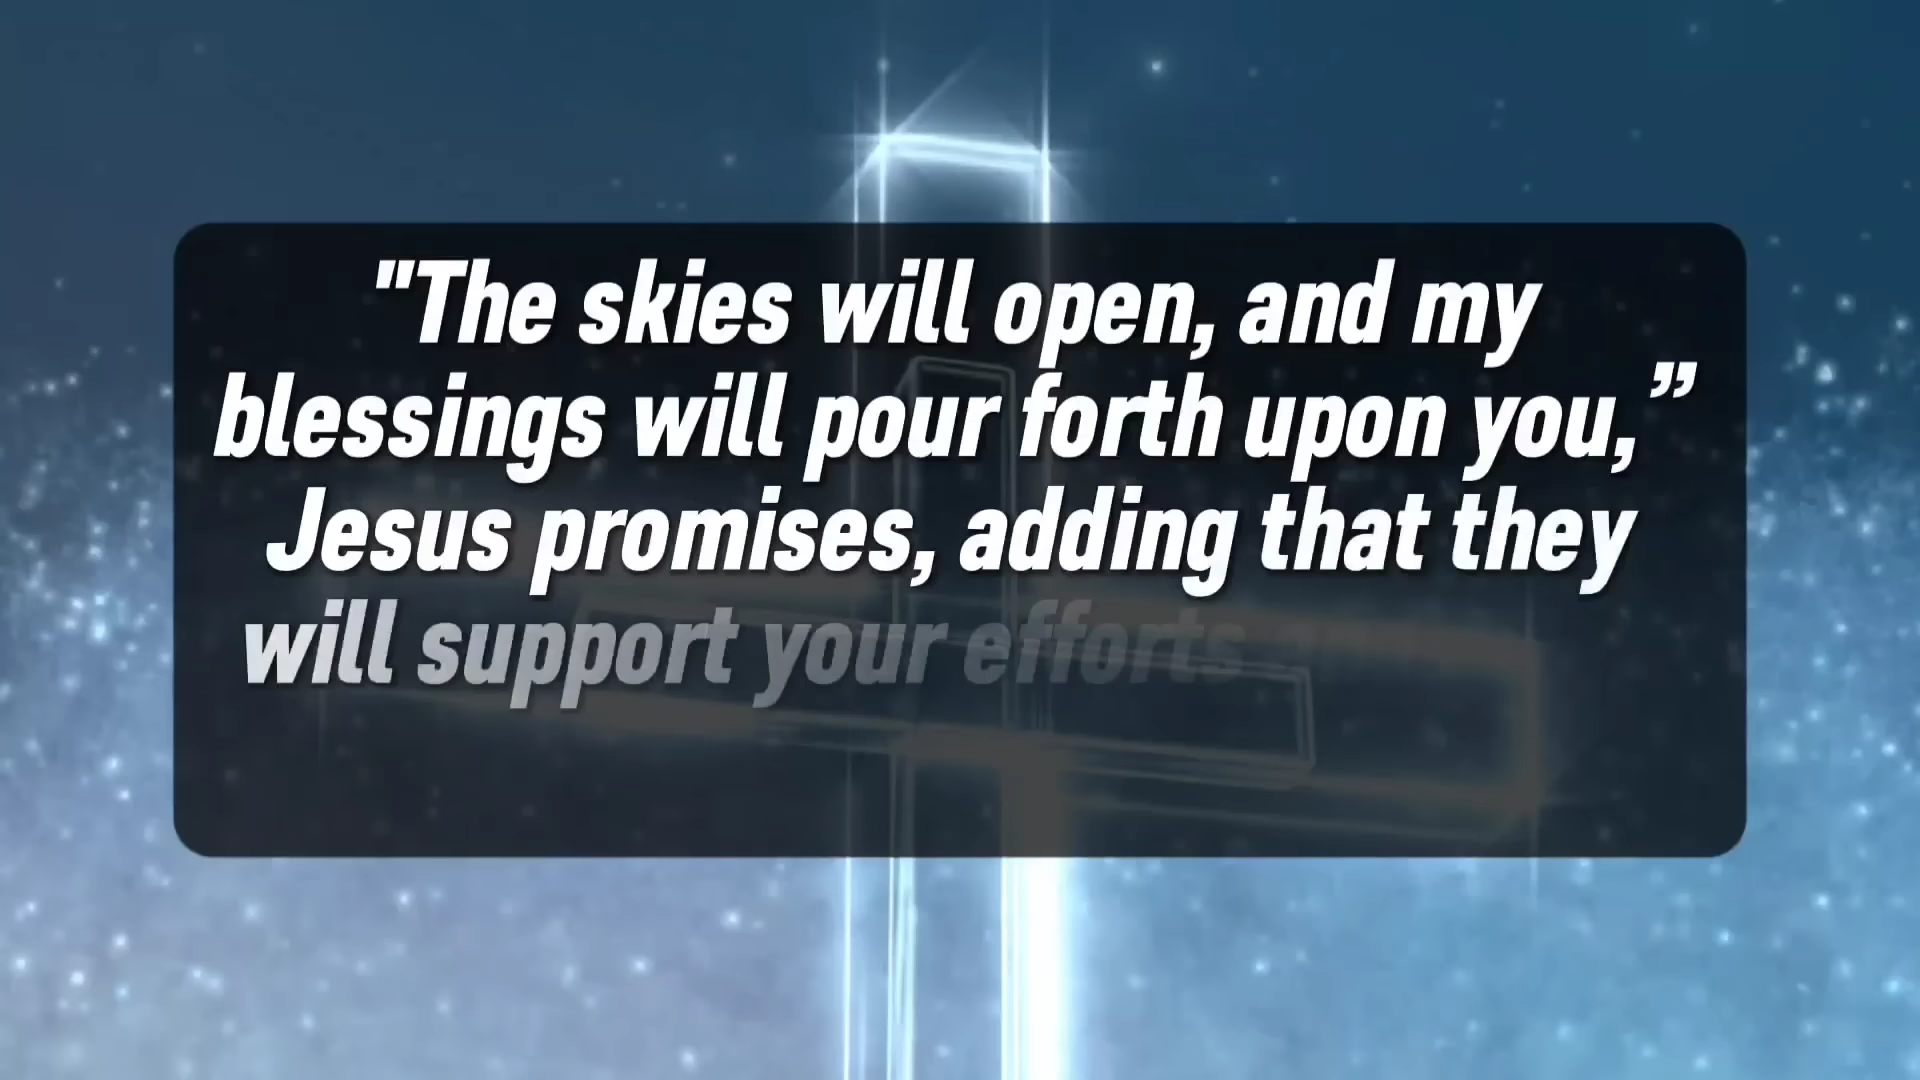 "The skies will open, and my
blessings will pour forth upon you,”
Jesus promises, adding that they
will support your efforts